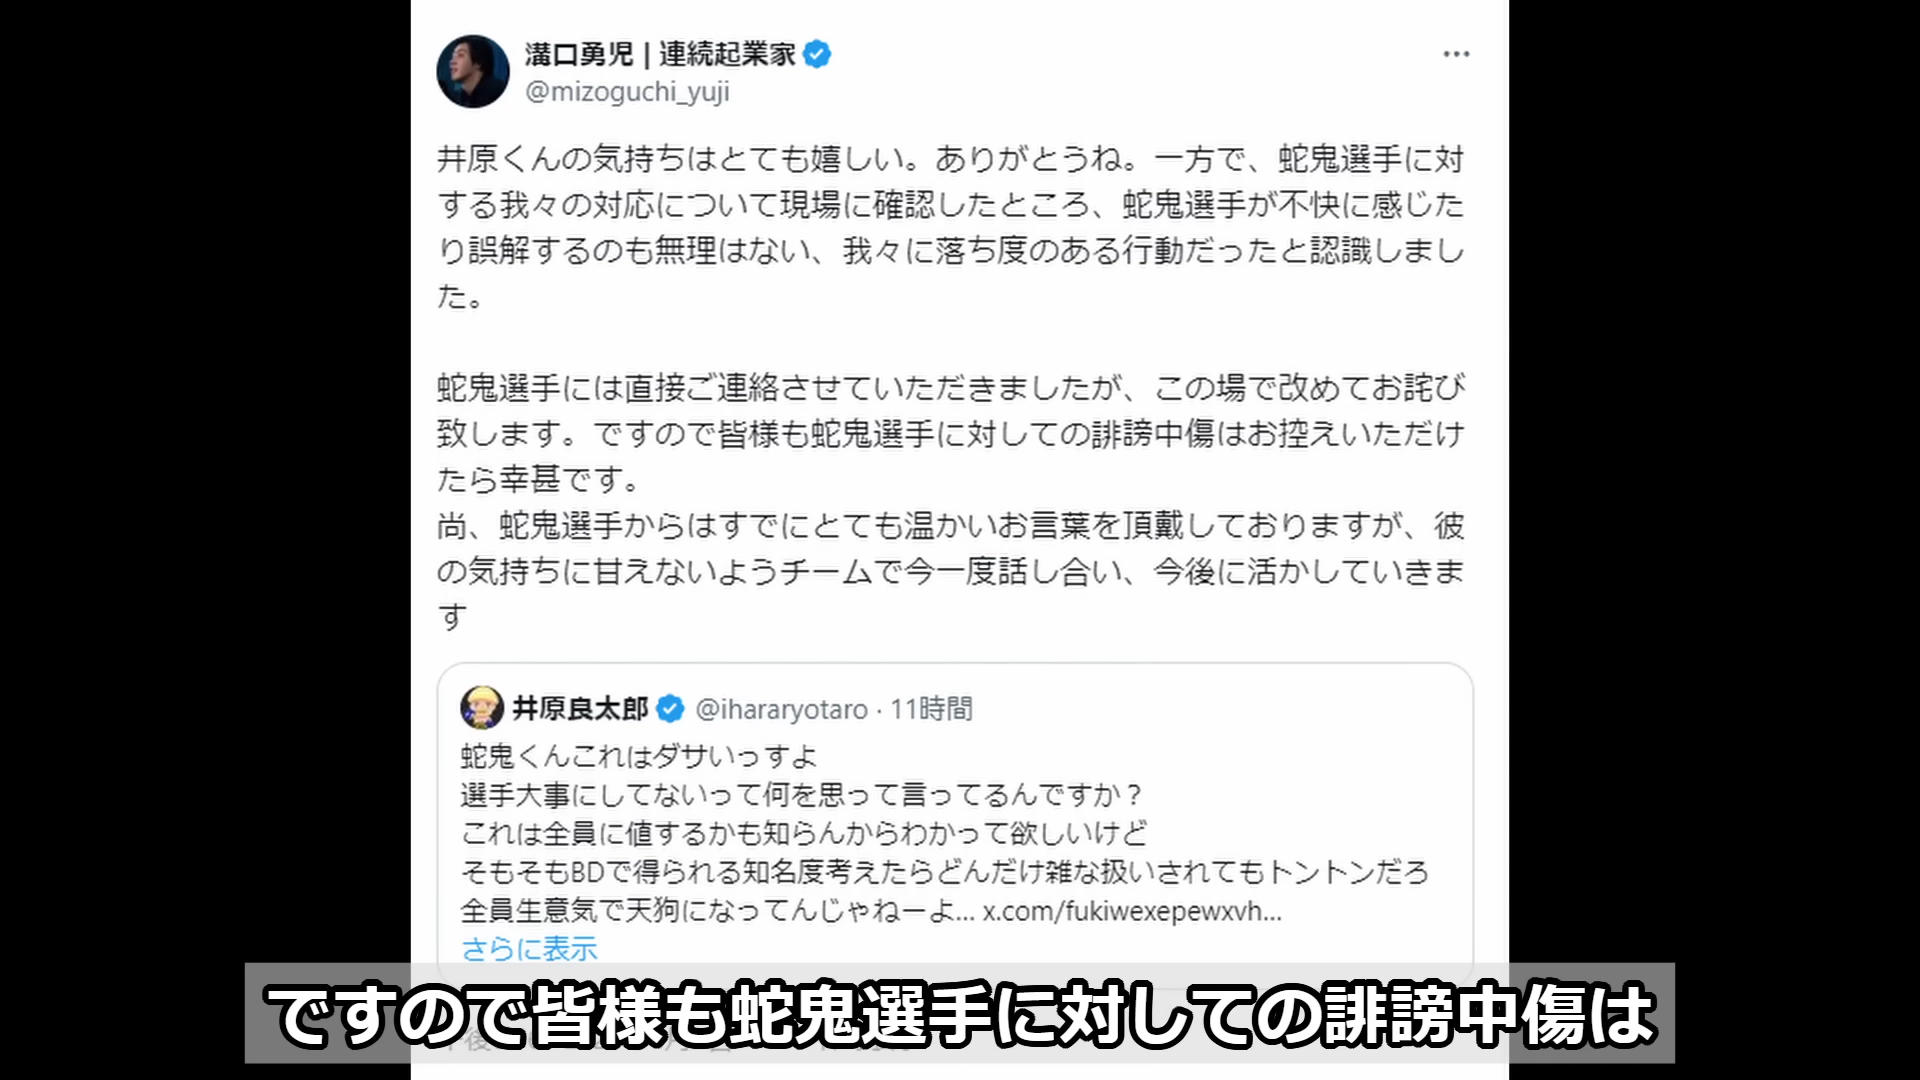 溝口勇児 | 連続起業家
@mizoguchi_yuji
井原くんの気持ちはとても嬉しい。ありがとうね。一方で、蛇鬼選手に対
する我々の対応について現場に確認したところ、蛇鬼選手が不快に感じた
り誤解するのも無理はない、我々に落ち度のある行動だったと認識しまし
た。
蛇鬼選手には直接ご連絡させていただきましたが、この場で改めてお詫び
致します。ですので皆様も蛇鬼選手に対しての誹謗中傷はお控えいただけ
たら幸甚です。
尚、蛇鬼選手からはすでにとても温かいお言葉を頂戴しておりますが、彼
の気持ちに甘えないようチームで今一度話し合い、今後に活かしていきま
す
井原良太郎 @ihararyotaro · 11時間
蛇鬼くんこれはダサいっすよ
選手大事にしてないって何を思って言ってるんですか？
これは全員に値するかも知らんからわかって欲しいけど
そもそもBDで得られる知名度考えたらどんだけ雑な扱いされてもトントンだろ
全員生意気で天狗になってんじゃねーよ... x.com/fukiwexepewxvh...
さらに表示
ですので皆様も蛇鬼選手に対しての誹謗中傷は